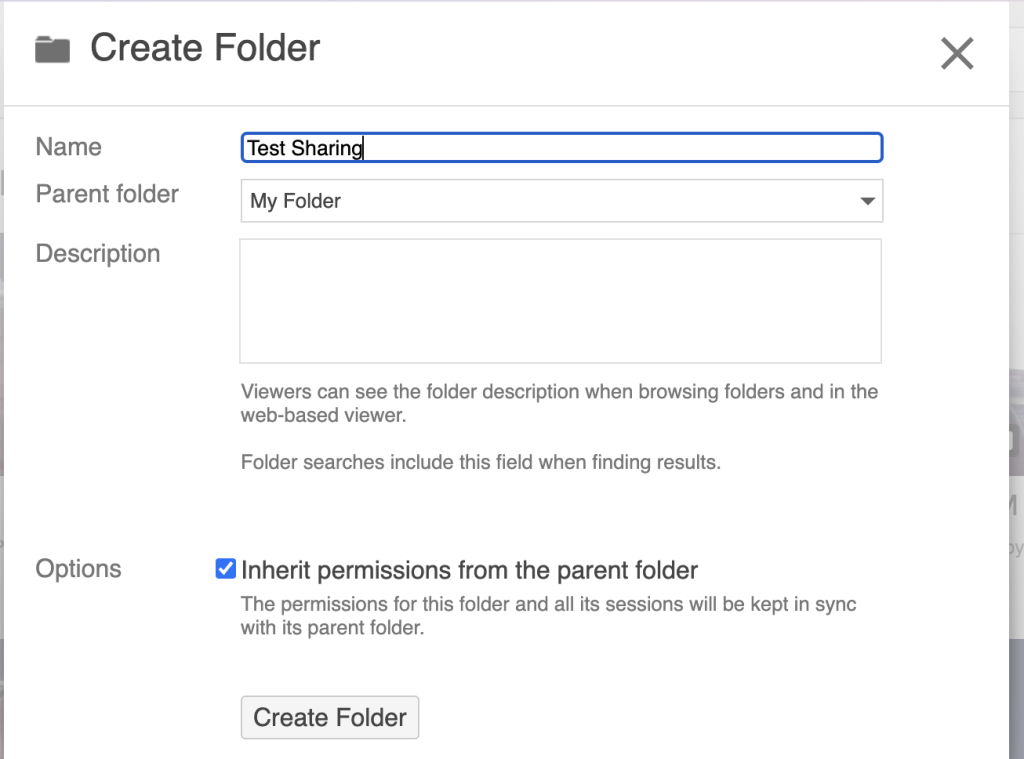 Create Folder
Name
Test Sharing
Parent folder
My Folder
Description
Viewers can see the folder description when browsing folders and in the
web-based viewer.
Folder searches include this field when finding results.
Options
Inherit permissions from the parent folder
The permissions for this folder and all its sessions will be kept in sync
with its parent folder.
Create Folder